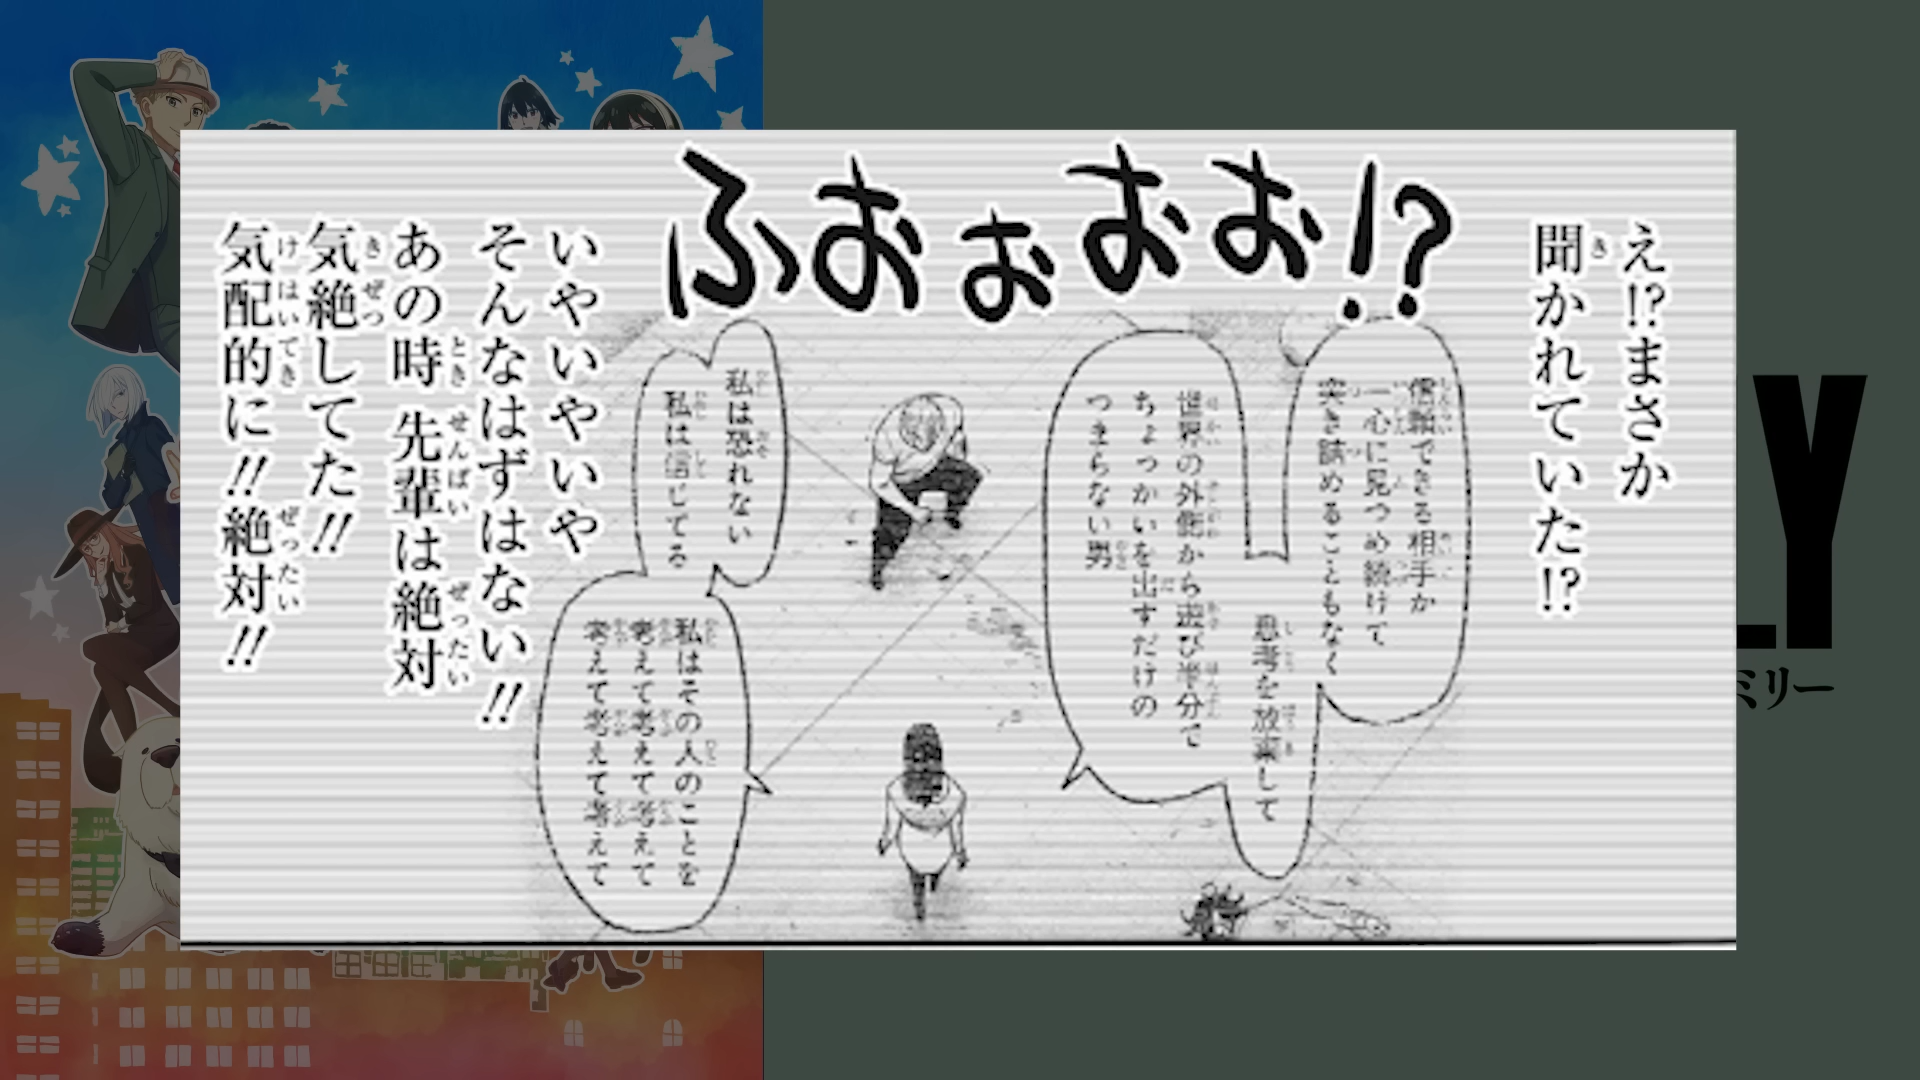 え!?まさか
聞かれていた!?
ふおぉおお!?
信頼できる相手か
一心に見つめ続けて
突き詰めることもなく
思考を放棄して
世界の外側から遊び半分で
ちょっかいを出すだけの
つまらない男
私は恐れない
私は信じてる
私はその人のことを
考えて考えて
考えて考えて考えて
いやいやいや
そんなはずはない!!
あの時 先輩は絶対
気絶してた!!
気配的に!!絶対!!
LY
ミリー